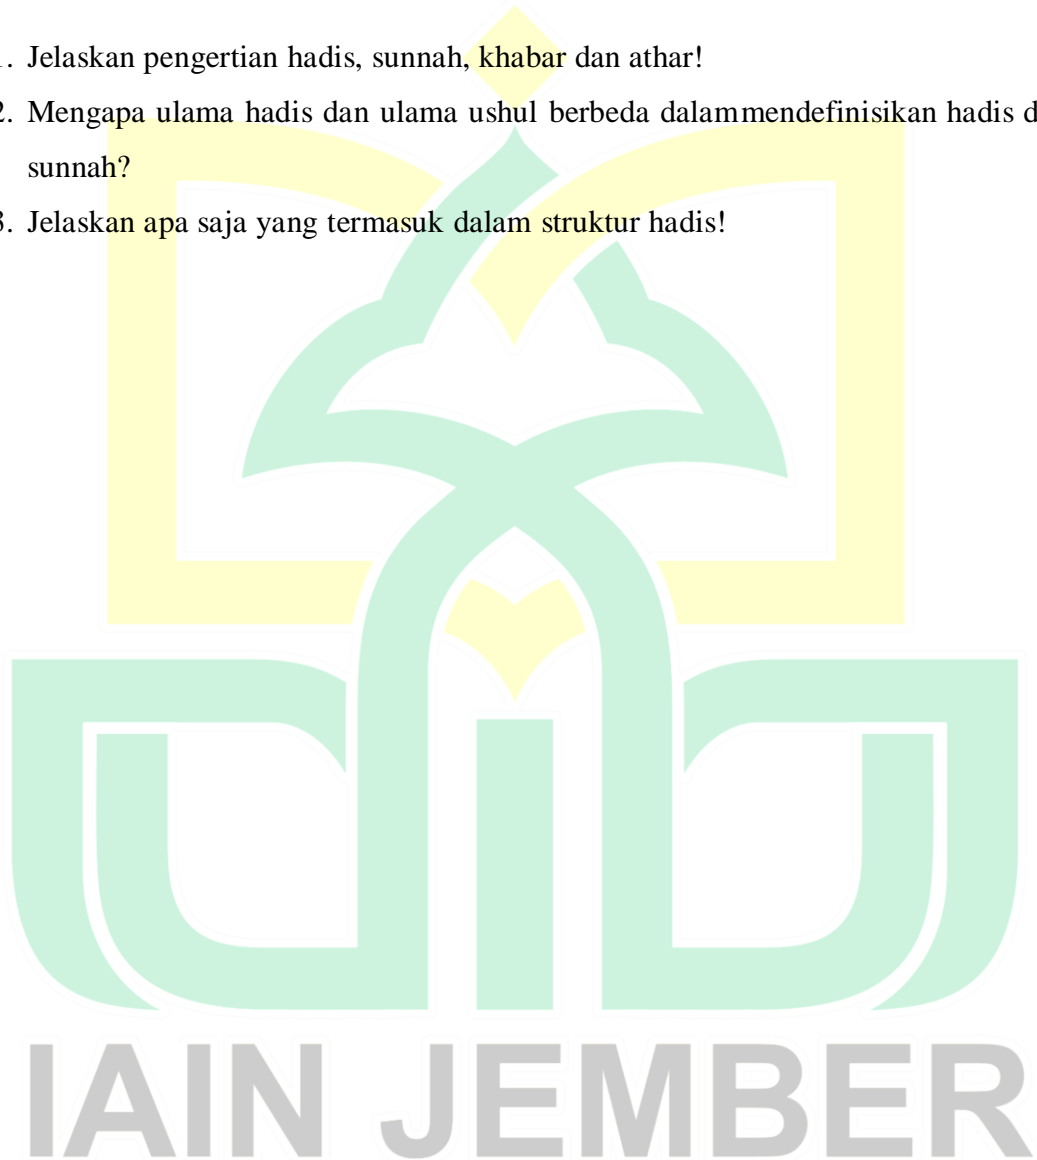 . Jelaskan pengertian hadis, sunnah, khabar dan athar!
2. Mengapa ulama hadis dan ulama ushul berbeda dalammendefinisikan hadis d
sunnah?
3. Jelaskan apa saja yang termasuk dalam struktur hadis!
IAIN JEMBER